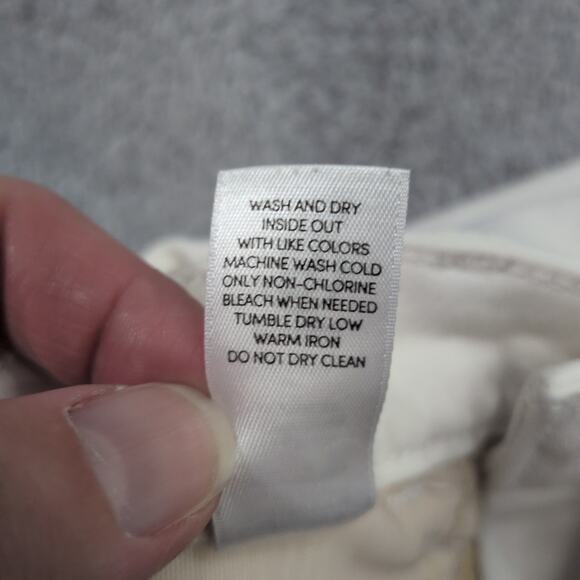 WASH AND DRY
INSIDE OUT
WITH LIKE COLORS
MACHINE WASH COLD
ONLY NON-CHLORINE
BLEACH WHEN NEEDED
TUMBLE DRY LOW
WARM IRON
DO NOT DRY CLEAN